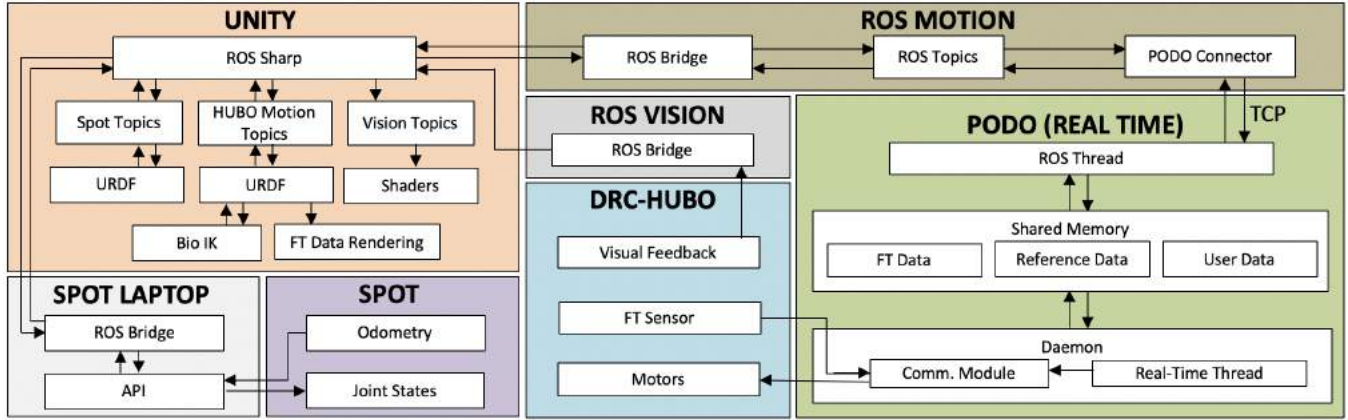 UNITY
ROS Sharp
Spot Topics
HUBO Motion
Topics
Vision Topics
URDF
URDF
Shaders
Bio IK
FT Data Rendering
ROS MOTION
ROS Bridge
ROS Topics
PODO Connector
TCP
ROS VISION
ROS Bridge
PODO (REAL TIME)
ROS Thread
Shared Memory
FT Data
Reference Data
User Data
Daemon
Comm. Module
Real-Time Thread
DRC-HUBO
Visual Feedback
FT Sensor
Motors
SPOT LAPTOP
ROS Bridge
API
SPOT
Odometry
Joint States